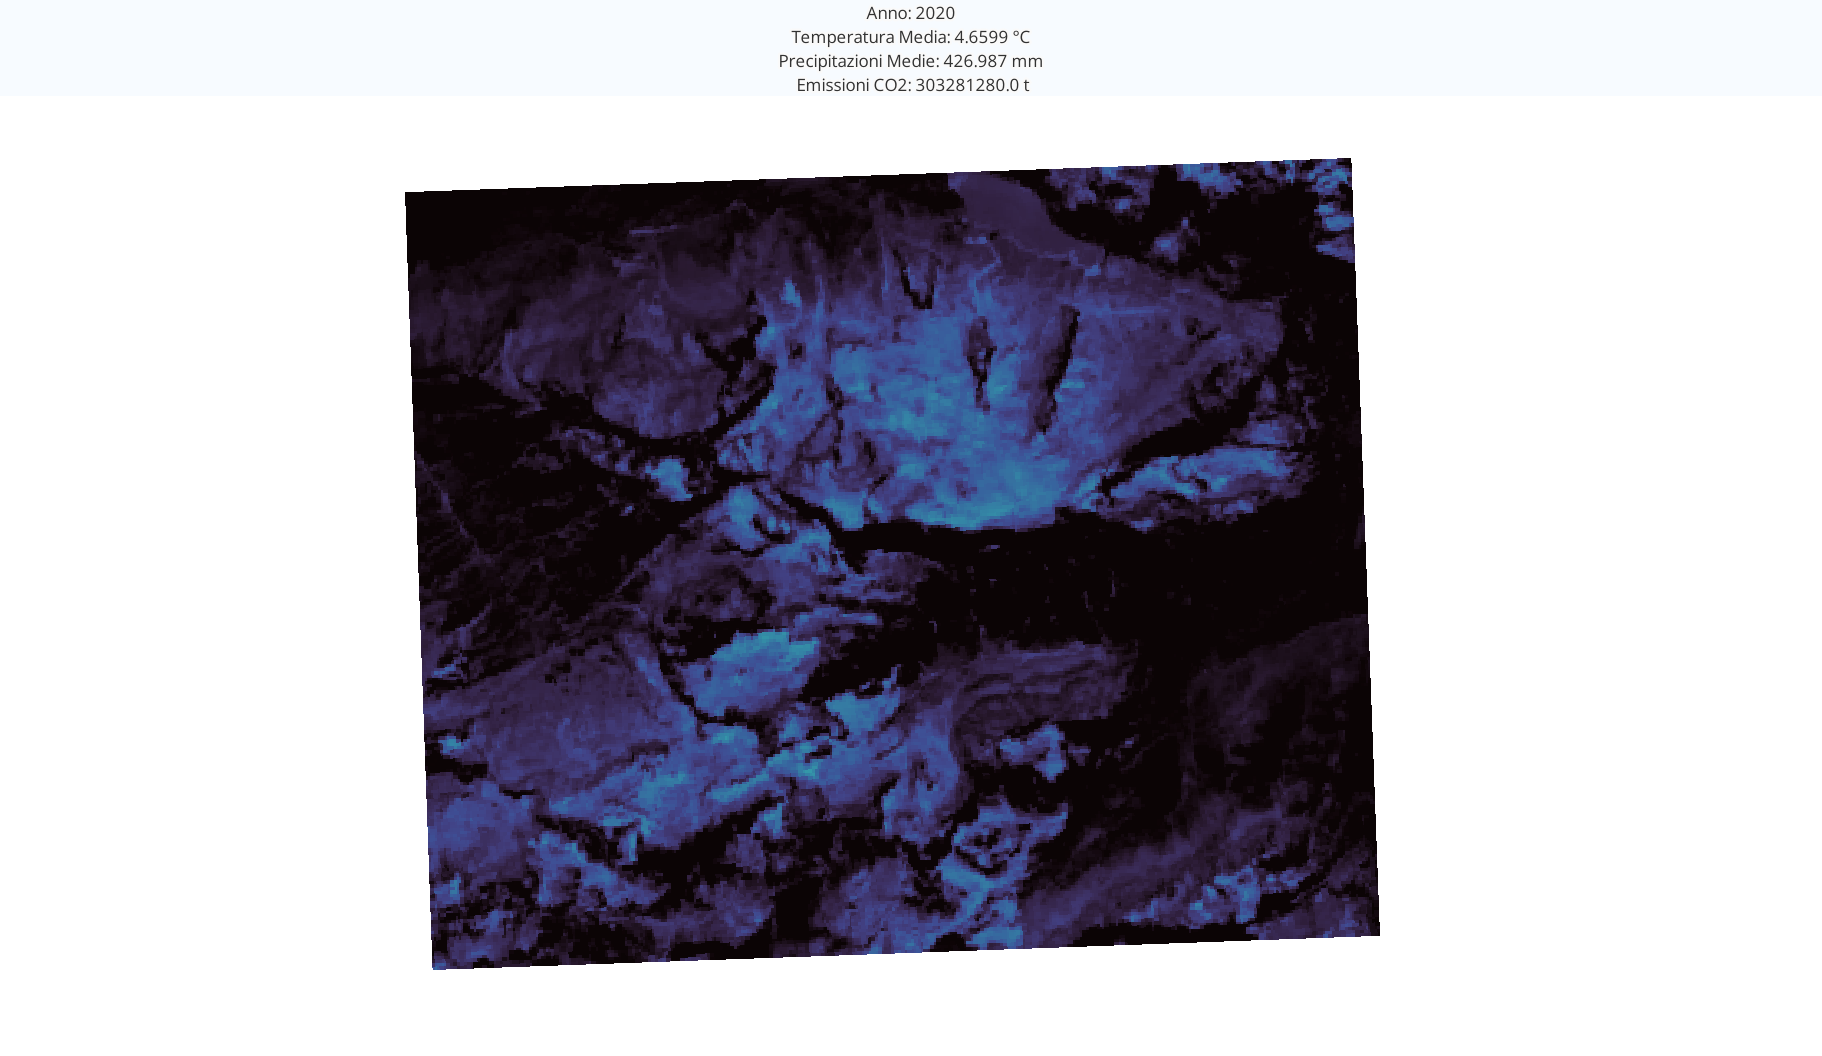 Anno: 2020
Temperatura Media: 4.6599 °C
Precipitazioni Medie: 426.987 mm
Emissioni CO2: 303281280.0 t